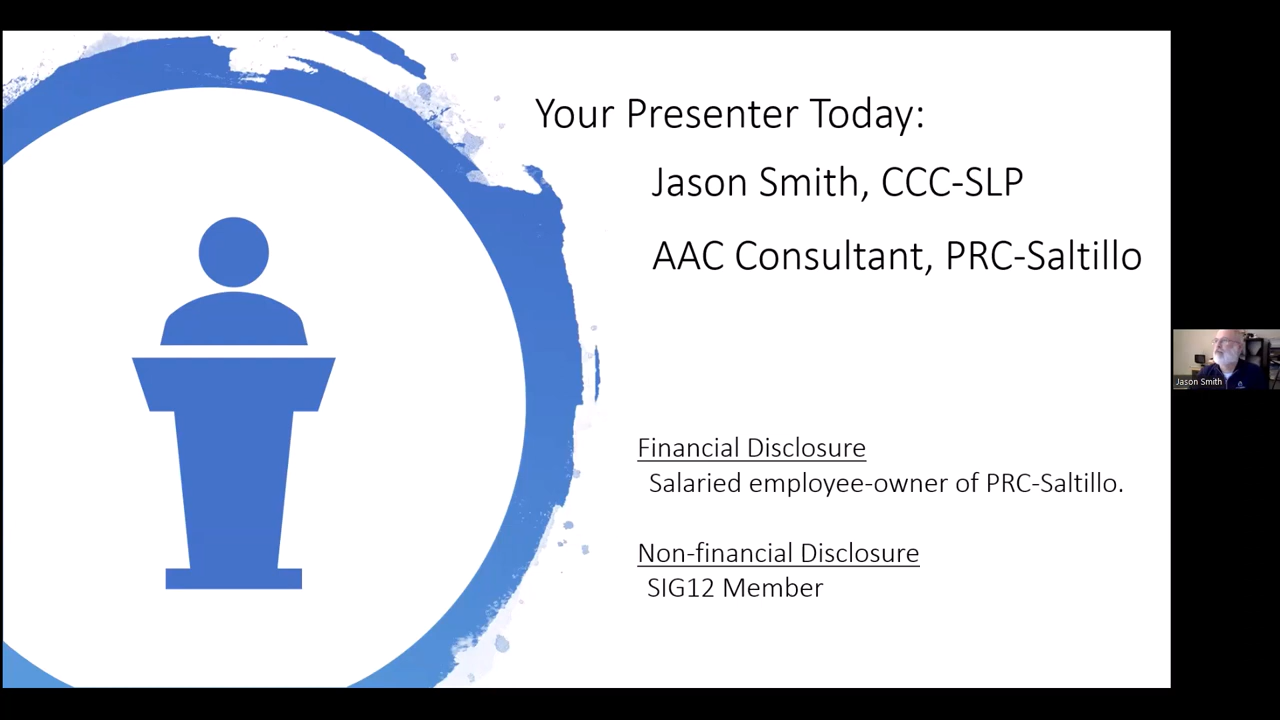 Your Presenter Today:
Jason Smith, CCC-SLP
AAC Consultant, PRC-Saltillo
Jason Smith
Financial Disclosure
Salaried employee-owner of PRC-Saltillo.
Non-financial Disclosure
SIG12 Member